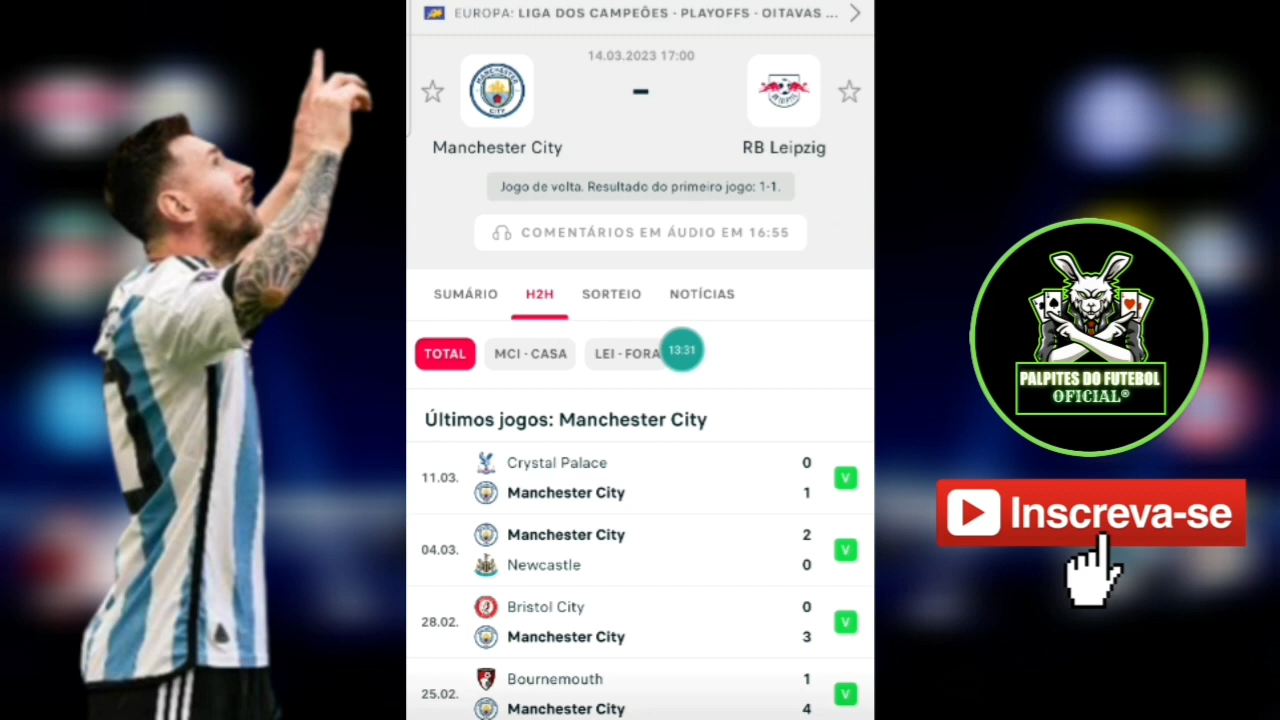 EUROPA: LIGA DOS CAMPEÕES - PLAYOFFS - OITAVAS ...
14.03.2023 17:00
-
Manchester City
RB Leipzig
Jogo de volta. Resultado do primeiro jogo: 1-1.
COMENTÁRIOS EM ÁUDIO EM 16:55
SUMÁRIO H2H SORTEIO NOTÍCIAS
TOTAL MCI - CASA LEI - FORA 13:31
Últimos jogos: Manchester City
11.03. Crystal Palace 0 V
Manchester City 1
04.03. Manchester City 2 V
Newcastle 0
28.02. Bristol City 0 V
Manchester City 3
25.02. Bournemouth 1 V
Manchester City 4
PALPITES DO FUTEBOL
OFICIAL®
Inscreva-se